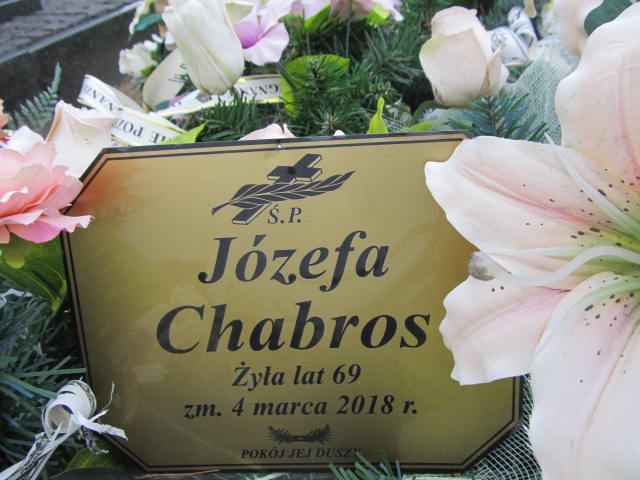 Ś.P.
Józefa
Chabros
Żyła lat 69
zm. 4 marca 2018 r.
POKÓJ JEJ DUSZY